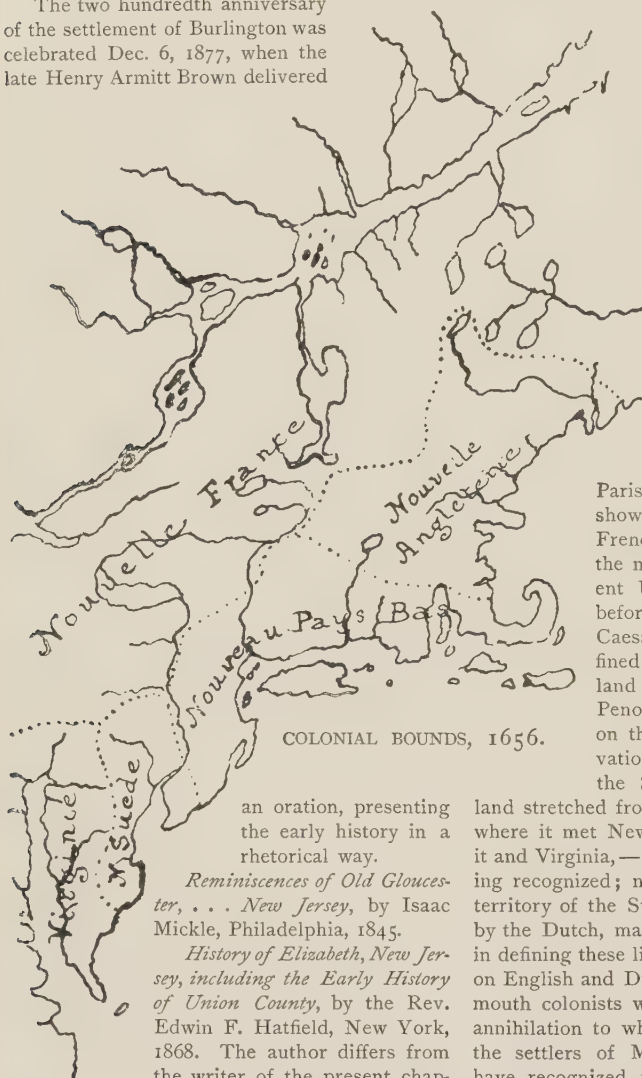 The two hundredth anniversary
of the settlement of Burlington was
celebrated Dec. 6, 1877, when the
late Henry Armitt Brown delivered
Nouvelle France
Nouvelle
Angleterre
Nouveau Pays Bas
Virginie
N. Suede
COLONIAL BOUNDS, 1656.
an oration, presenting
the early history in a
rhetorical way.
Reminiscences of Old Glouces-
ter, . . . New Jersey, by Isaac
Mickle, Philadelphia, 1845.
History of Elizabeth, New Jer-
sey, including the Early History
of Union County, by the Rev.
Edwin F. Hatfield, New York,
1868. The author differs from
the writer of the present chap-
Paris
show
Frenc
the m
ent
befor
Caesa
fined
land
Peno
on th
vatio
the
land stretched fro
where it met New
it and Virginia, —
ing recognized; n
territory of the S
by the Dutch, ma
in defining these li
on English and D
mouth colonists w
annihilation to wh
the settlers of M
have recognized